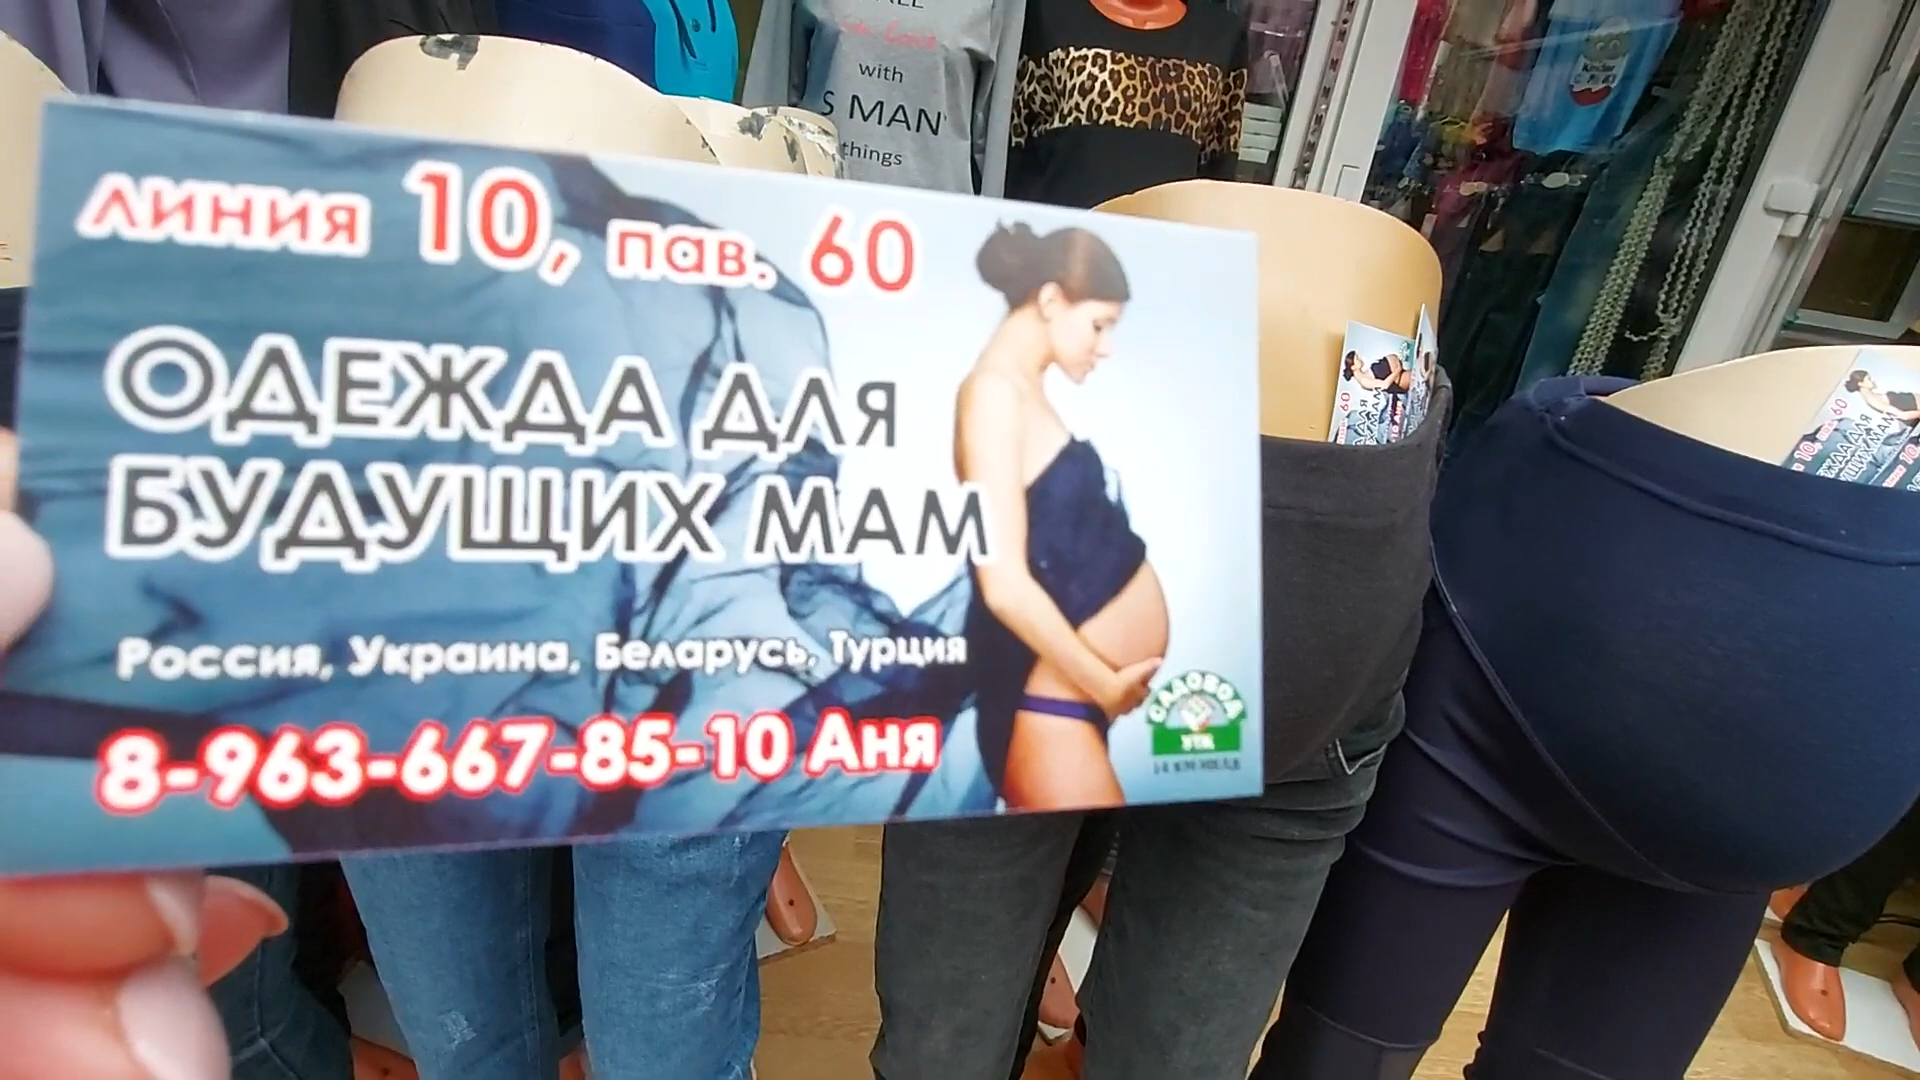 with
S MAN
things
линия 10, пав. 60
ОДЕЖДА ДЛЯ
БУДУЩИХ МАМ
Россия, Украина, Беларусь, Турция
8-963-667-85-10 Аня
САДОВОД